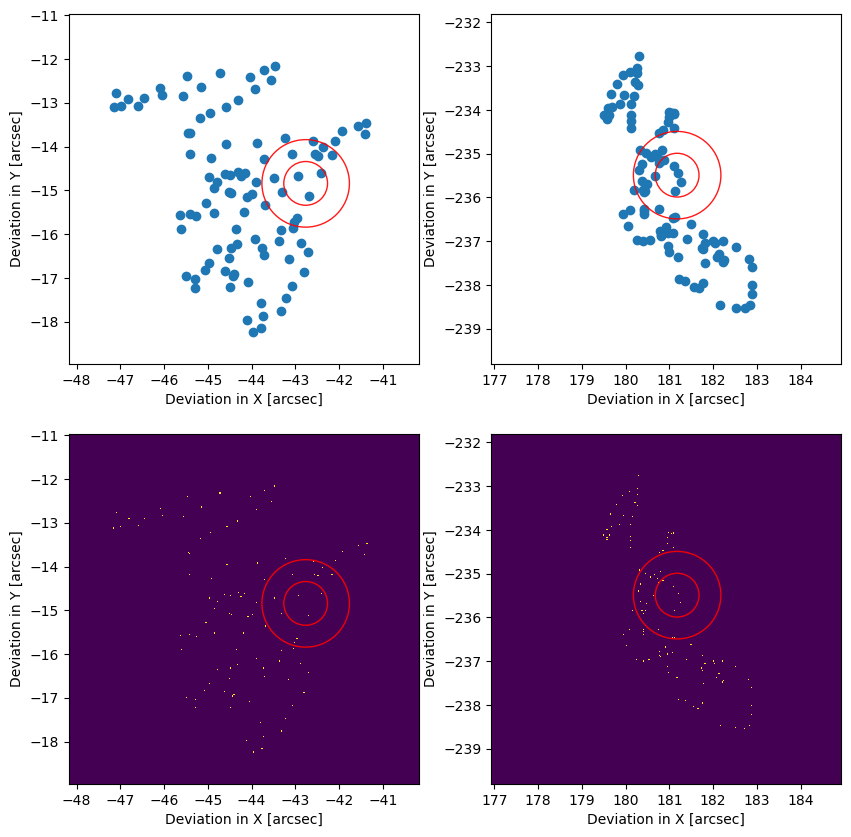 −11
−12
−13
−14
−15
−16
−17
−18
Deviation in Y [arcsec]
−48 −47 −46 −45 −44 −43 −42 −41
Deviation in X [arcsec]
−232
−233
−234
−235
−236
−237
−238
−239
Deviation in Y [arcsec]
177 178 179 180 181 182 183 184
Deviation in X [arcsec]
−11
−12
−13
−14
−15
−16
−17
−18
Deviation in Y [arcsec]
−48 −47 −46 −45 −44 −43 −42 −41
Deviation in X [arcsec]
−232
−233
−234
−235
−236
−237
−238
−239
Deviation in Y [arcsec]
177 178 179 180 181 182 183 184
Deviation in X [arcsec]